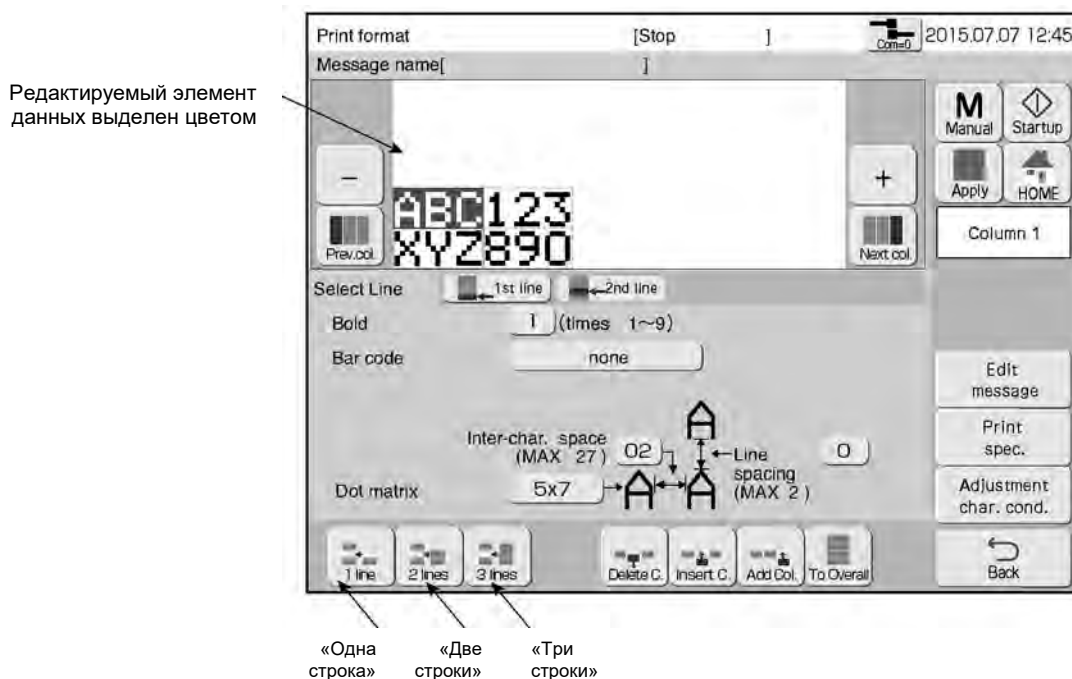 Print format [Stop ] Com=0 2015.07.07 12:45
Message name[ ]
Редактируемый элемент
данных выделен цветом
M
Manual
Startup
−
+
Apply
HOME
ABC123
XYZ890
Prev.col.
Next col.
Column 1
Select Line 1st line 2nd line
Bold 1 (times 1~9)
Bar code none
Edit
message
Print
spec.
Inter-char. space
(MAX 27) 02
Line
spacing
(MAX 2 )
0
Dot matrix 5x7
Adjustment
char. cond.
1 line 2 lines 3 lines Delete C. Insert C. Add Col. To Overall
Back
«Одна
строка»
«Две
строки»
«Три
строки»